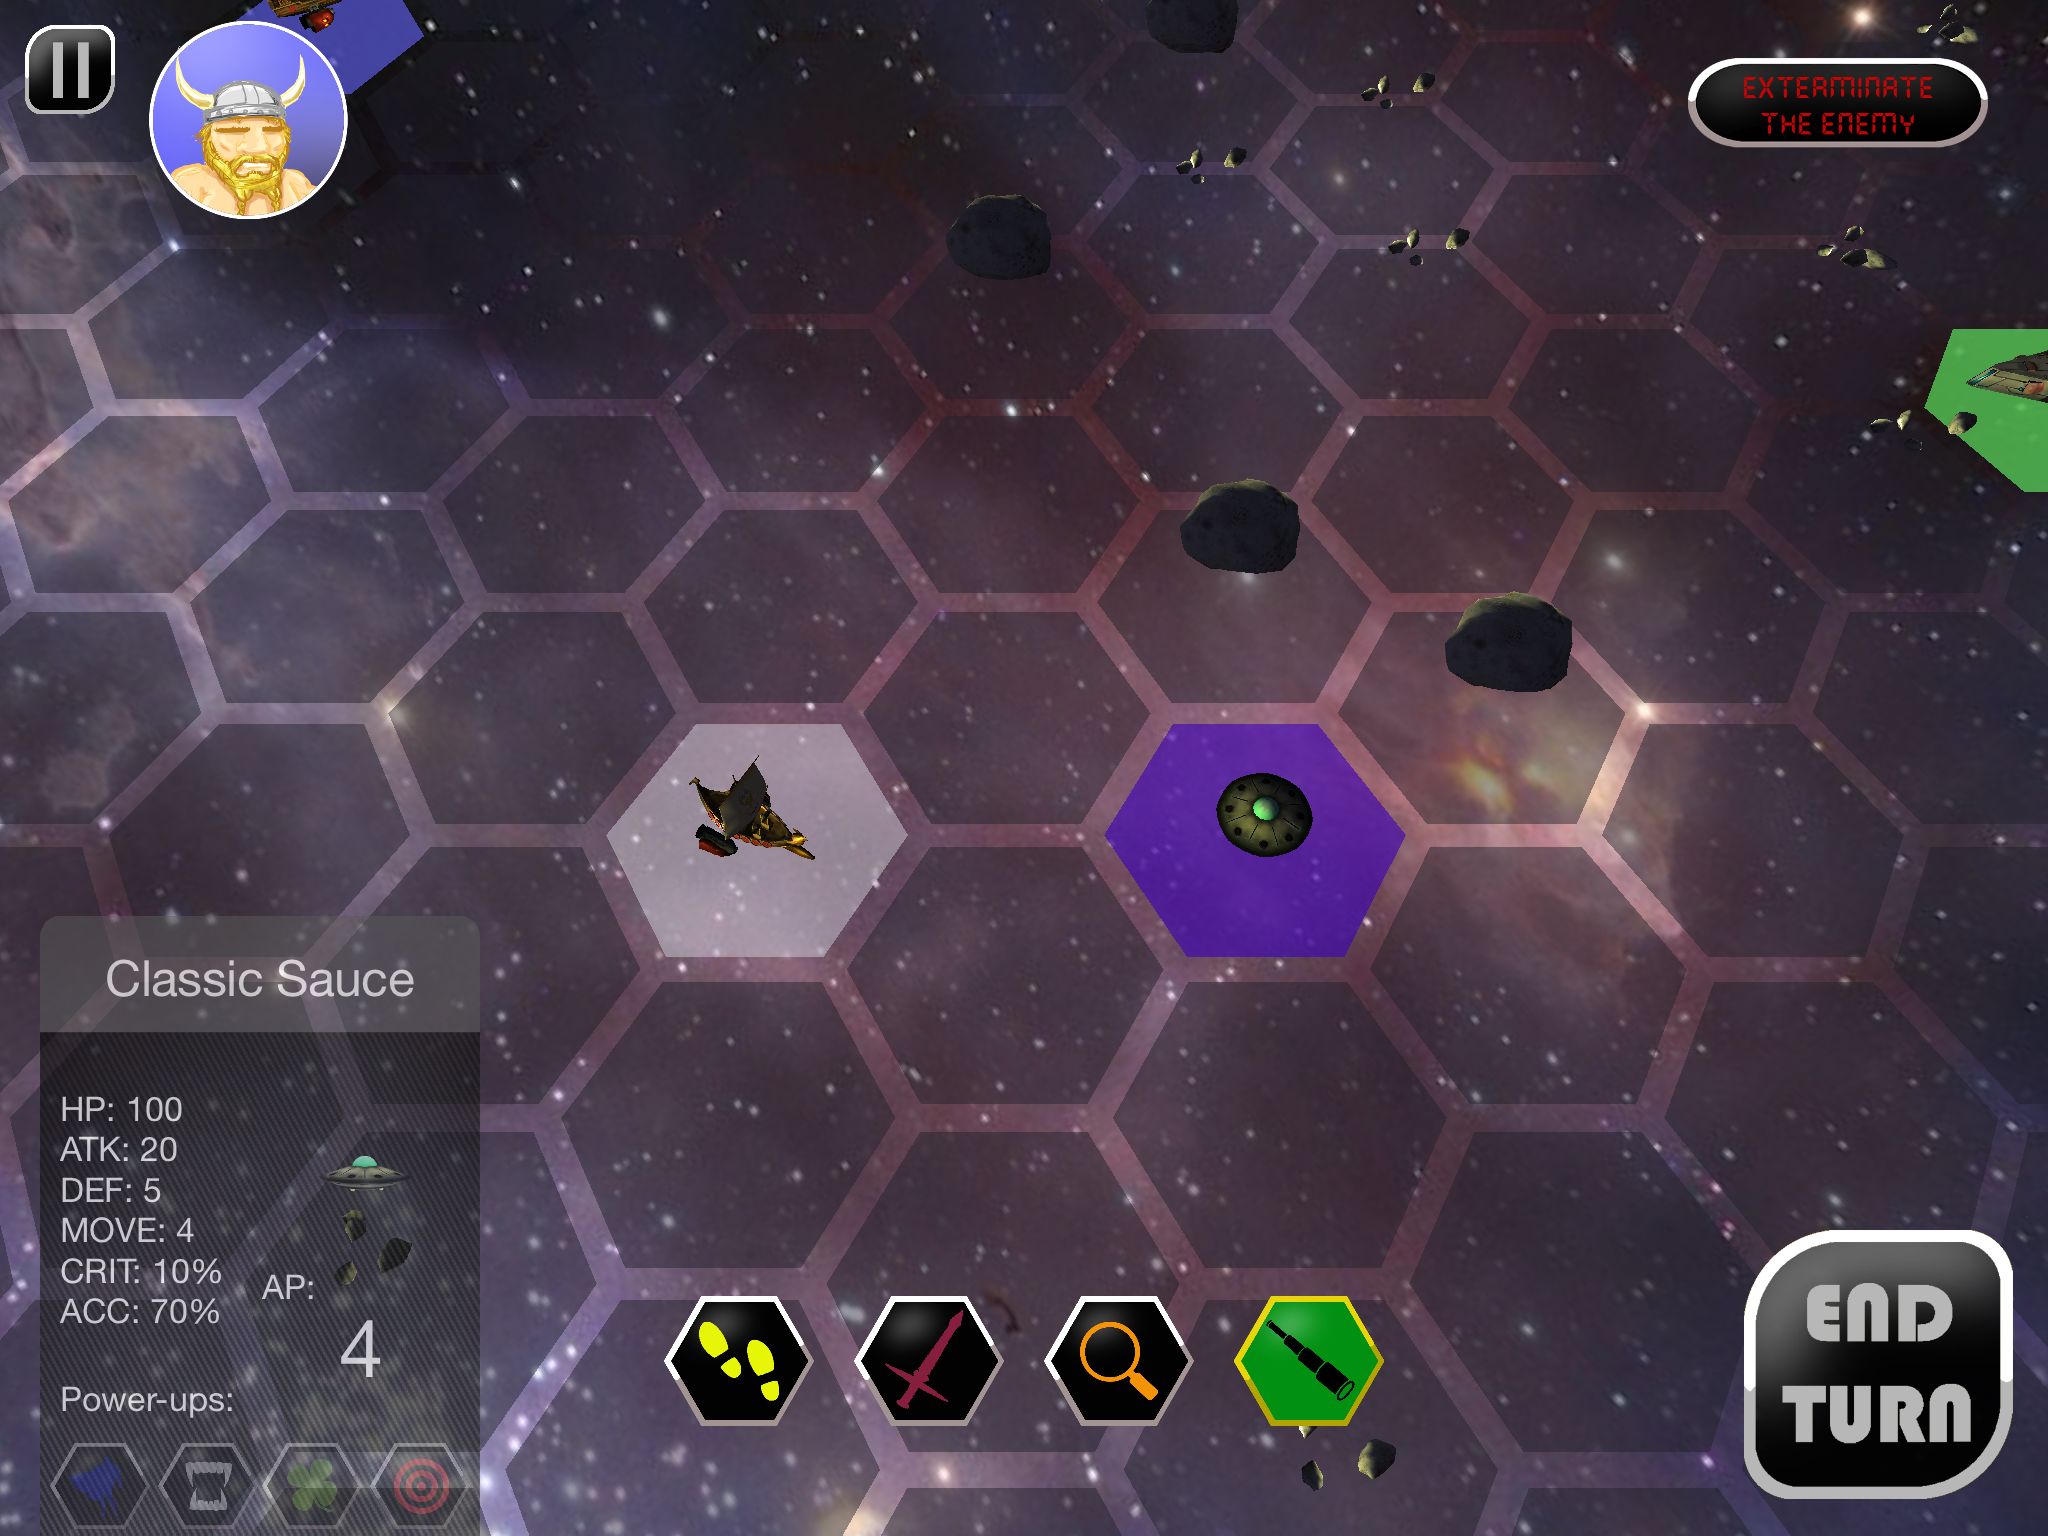 EXTERMINATE
THE ENEMY
Classic Sauce
HP: 100
ATK: 20
DEF: 5
MOVE: 4
CRIT: 10%
ACC: 70%
AP:
4
Power-ups:
END
TURN